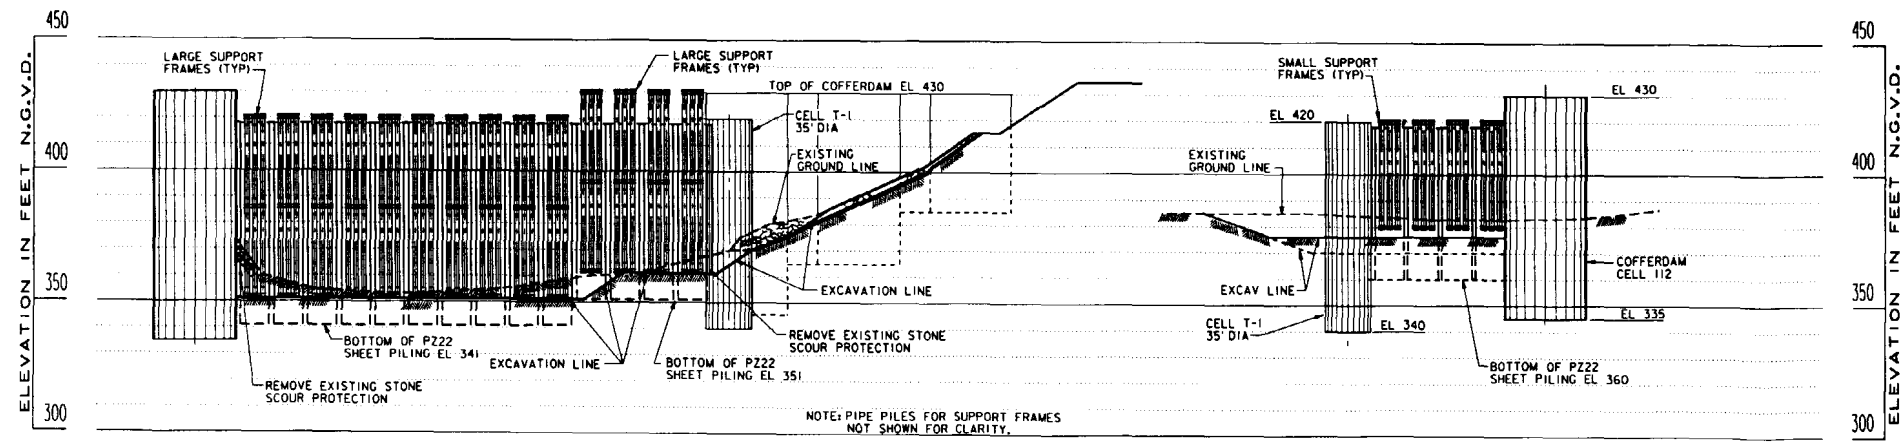 450
400
350
300
ELEVATION IN FEET N.G.V.D.
LARGE SUPPORT
FRAMES (TYP)
LARGE SUPPORT
FRAMES (TYP)
TOP OF COFFERDAM EL 430
CELL T-1
35' DIA
EXISTING
GROUND LINE
EXCAVATION LINE
REMOVE EXISTING STONE
SCOUR PROTECTION
BOTTOM OF PZ22
SHEET PILING EL 341
EXCAVATION LINE
BOTTOM OF PZ22
SHEET PILING EL 351
REMOVE EXISTING STONE
SCOUR PROTECTION
NOTE: PIPE PILES FOR SUPPORT FRAMES
NOT SHOWN FOR CLARITY.
SMALL SUPPORT
FRAMES (TYP)
EL 430
EL 420
EXISTING
GROUND LINE
EXCAV LINE
COFFERDAM
CELL 112
CELL T-1
35' DIA
EL 340
EL 335
BOTTOM OF PZ22
SHEET PILING EL 360
450
400
350
300
ELEVATION IN FEET N.G.V.D.